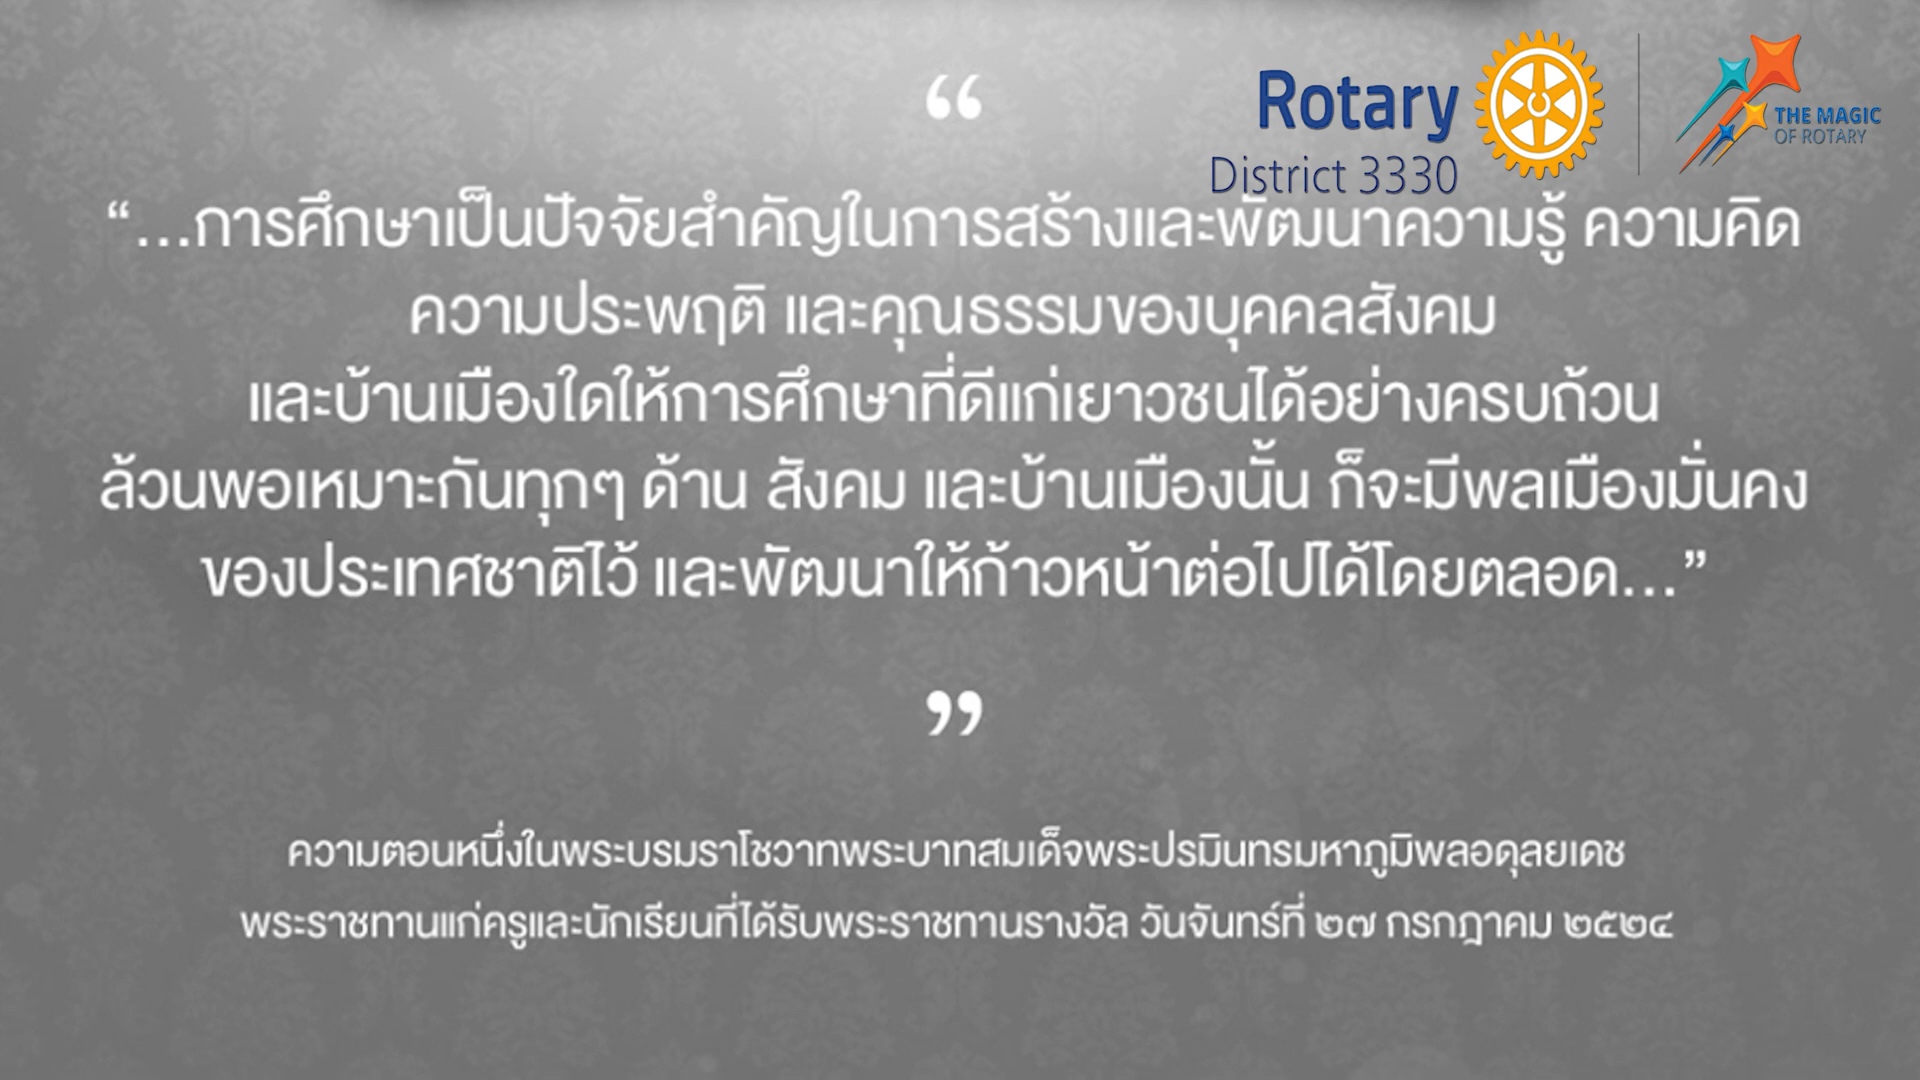 “
Rotary
District 3330
THE MAGIC
OF ROTARY
“...การศึกษาเป็นปัจจัยสำคัญในการสร้างและพัฒนาความรู้ ความคิด
ความประพฤติ และคุณธรรมของบุคคลสังคม
และบ้านเมืองใดให้การศึกษาที่ดีแก่เยาวชนได้อย่างครบถ้วน
ล้วนพอเหมาะกันทุกๆ ด้าน สังคม และบ้านเมืองนั้น ก็จะมีพลเมืองมั่นคง
ของประเทศชาติไว้ และพัฒนาให้ก้าวหน้าต่อไปได้โดยตลอด...”
”
ความตอนหนึ่งในพระบรมราโชวาทพระบาทสมเด็จพระปรมินทรมหาภูมิพลอดุลยเดช
พระราชทานแก่ครูและนักเรียนที่ได้รับพระราชทานรางวัล วันจันทร์ที่ ๒๗ กรกฎาคม ๒๕๒๔